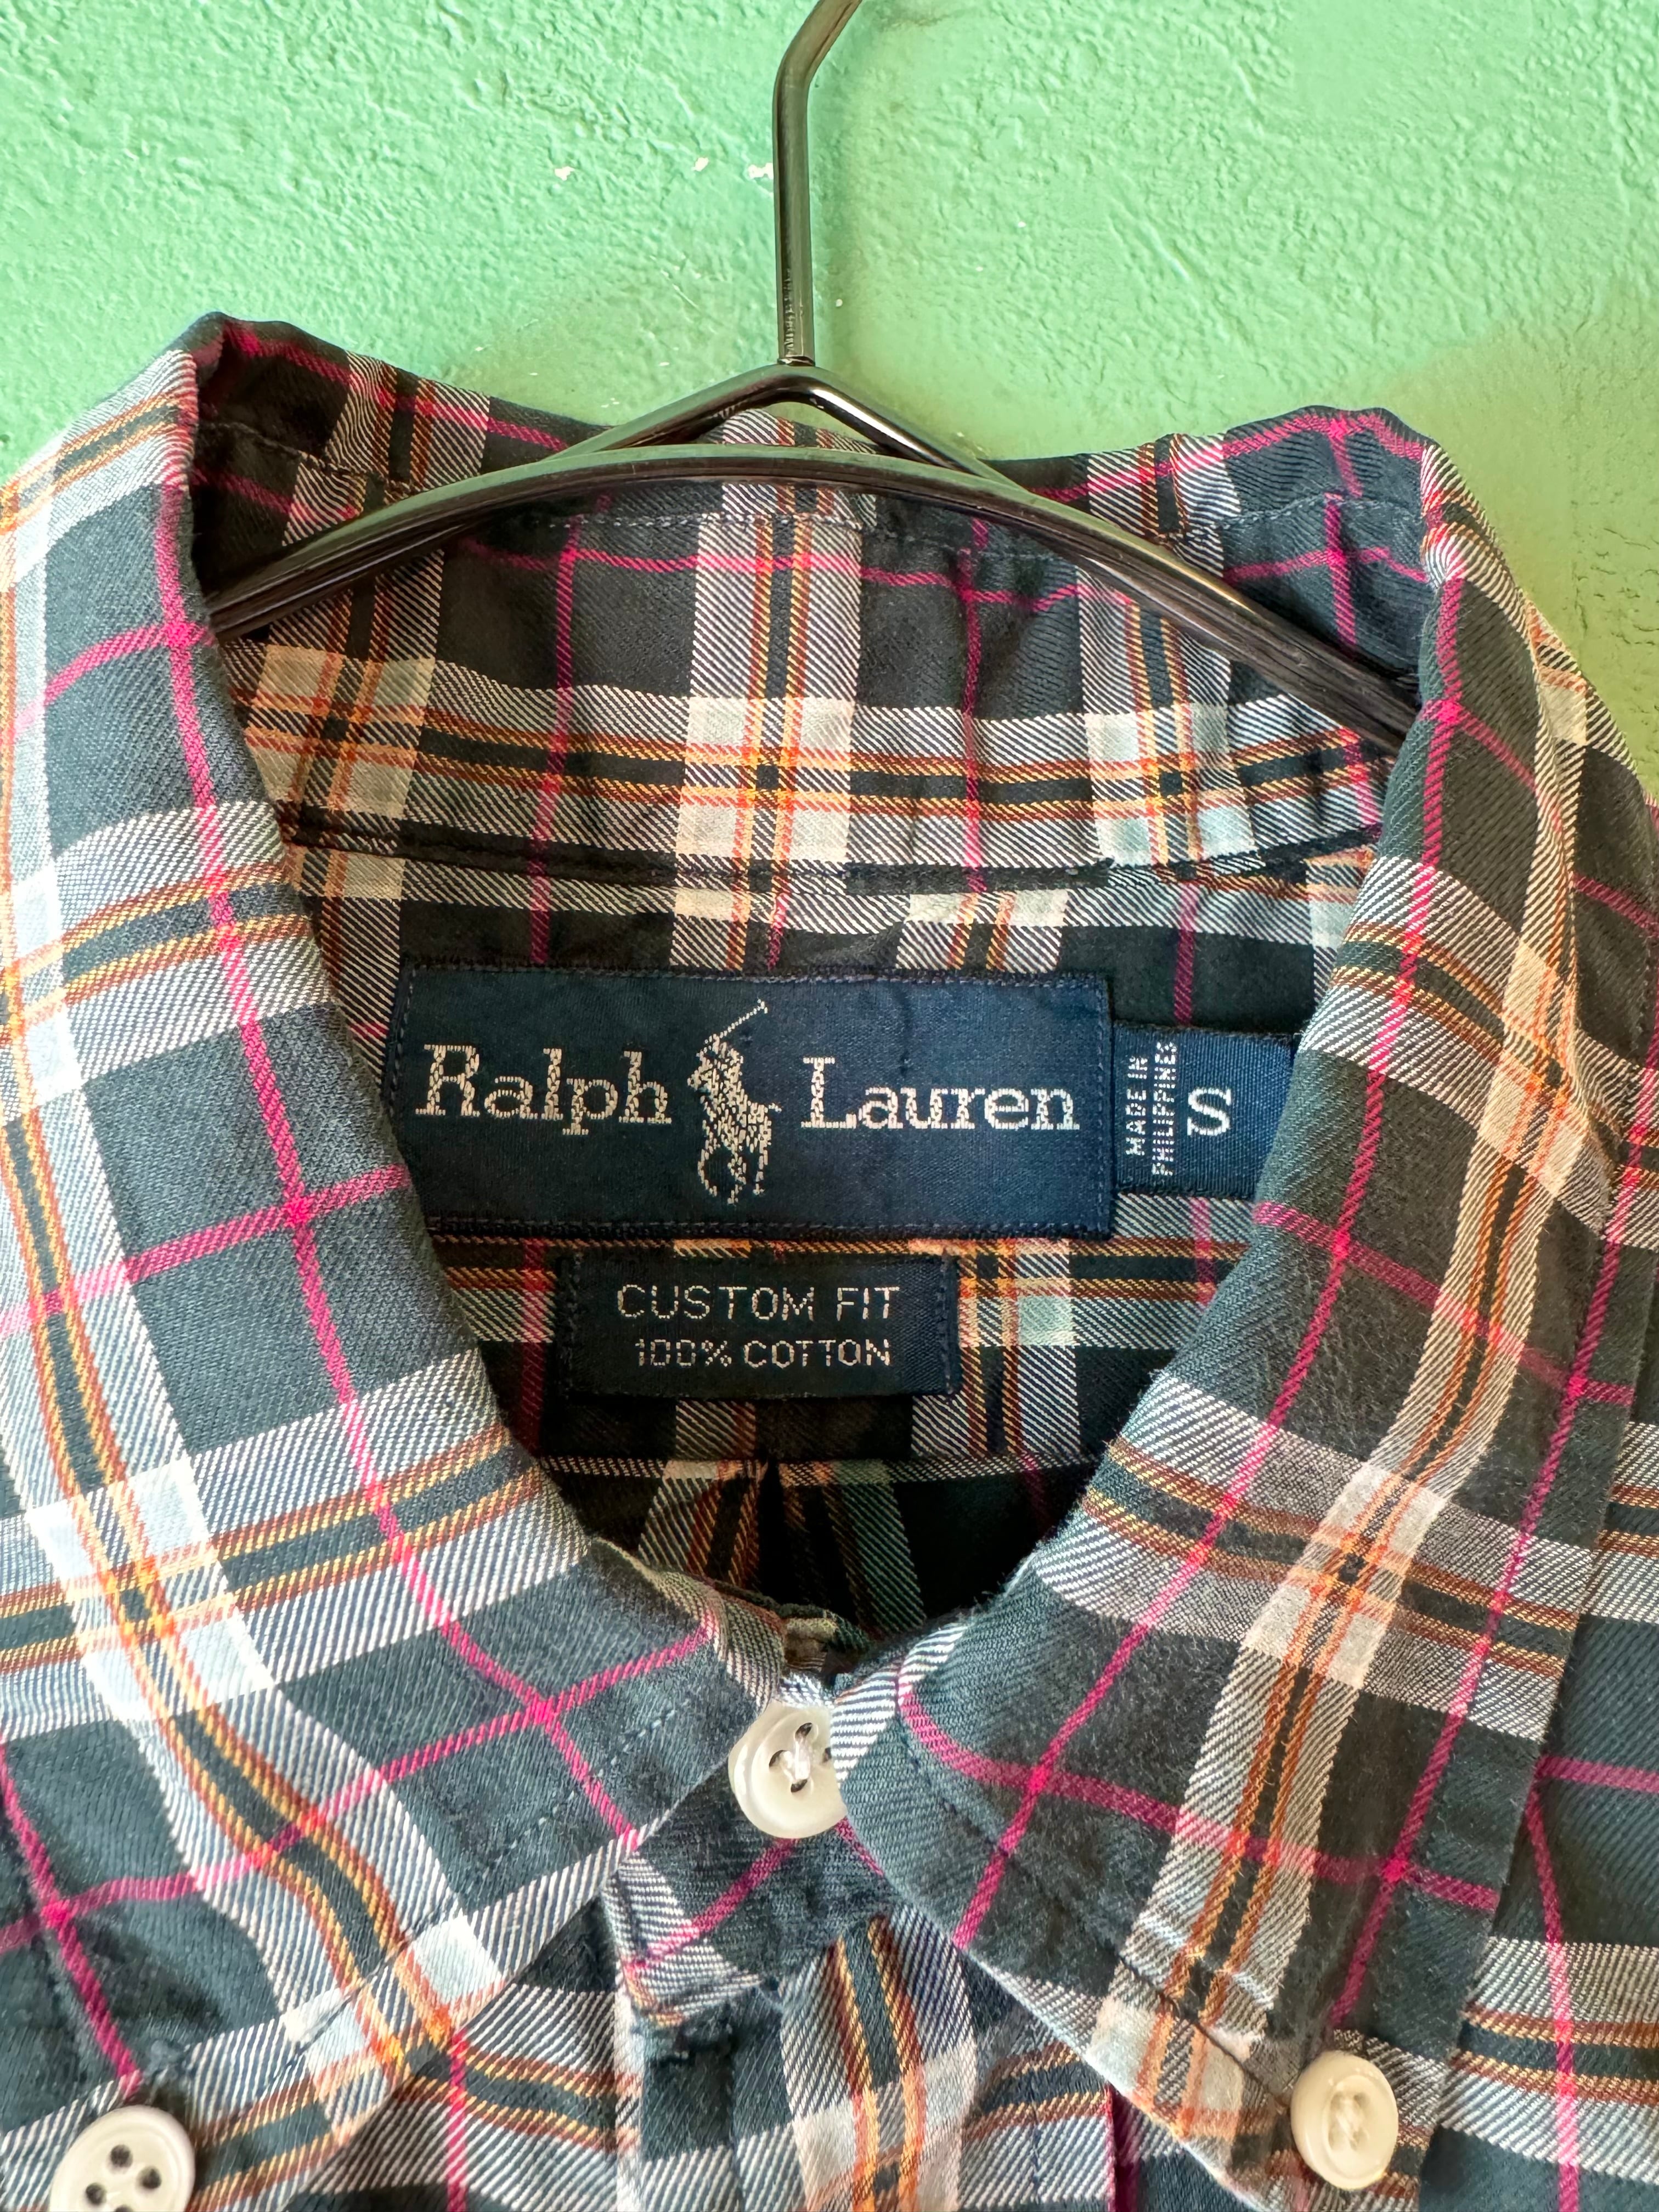 Ralph Lauren
MADE IN
PHILIPPINES
S
CUSTOM FIT
100% COTTON